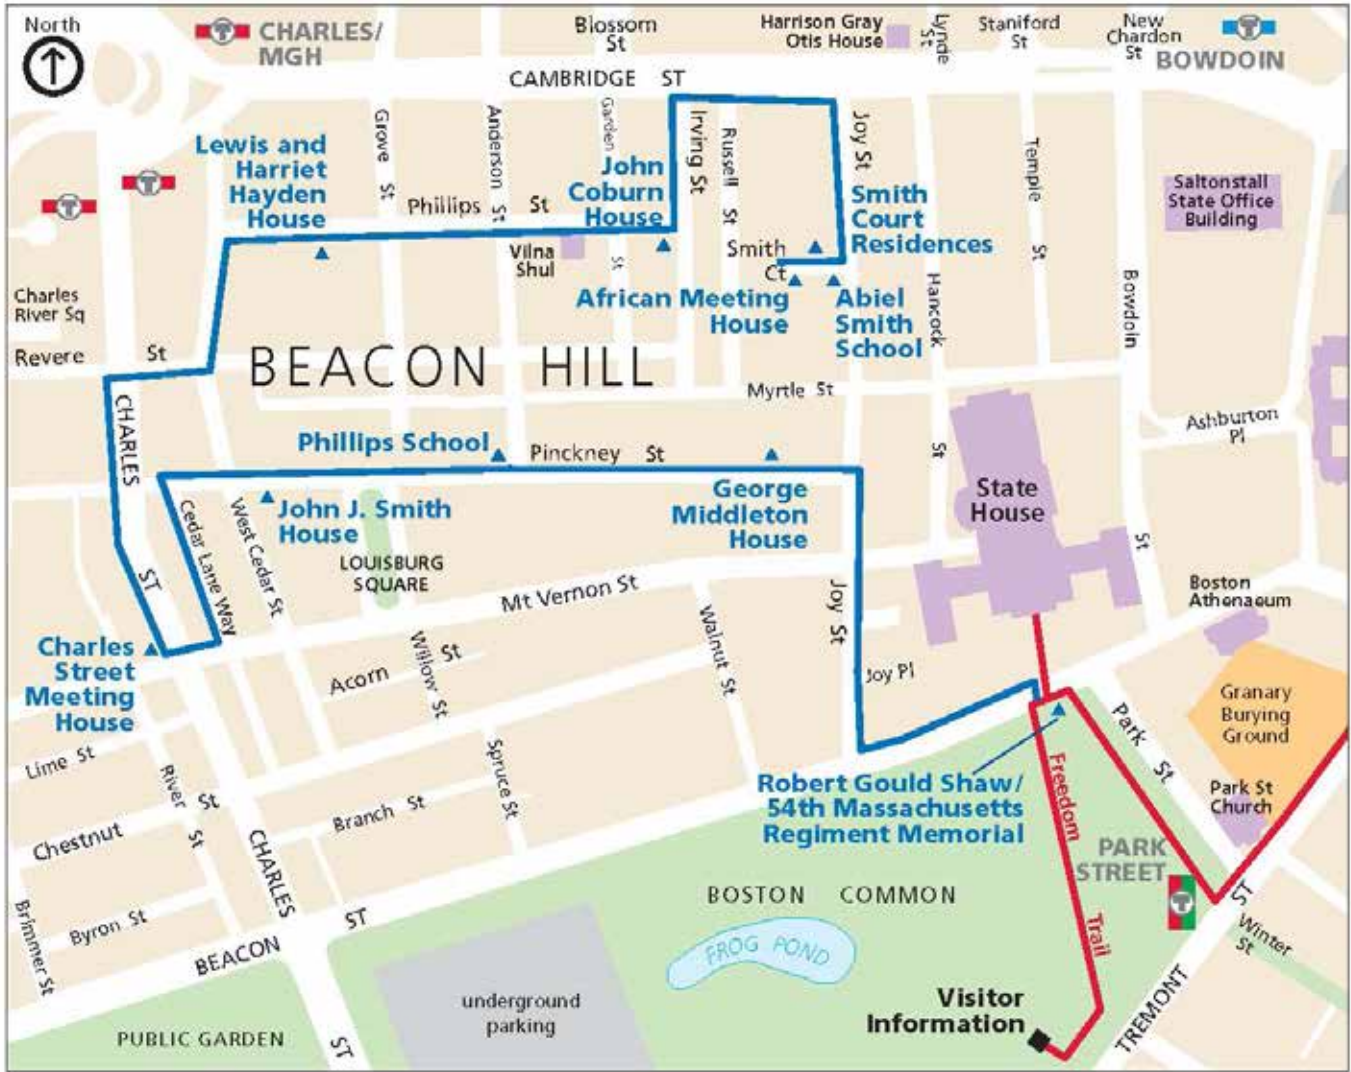 North
CHARLES/
MGH
Blossom
St
Harrison Gray
Otis House
Lynde
St
Staniford
St
New
Chardon
St
BOWDOIN
CAMBRIDGE ST
Lewis and
Harriet
Hayden
House
Grove
St
Anderson
St
Garden
St
John
Coburn
House
Irving St
Russell
St
Joy St
Smith
Court
Residences
Temple
St
Saltonstall
State Office
Building
Phillips St
Vilna
Shul
Smith
Ct
African Meeting
House
Abiel
Smith
School
Hancock
St
Bowdoin
St
Charles
River Sq
Revere St
BEACON HILL
Myrtle St
Ashburton
Pl
CHARLES
ST
Phillips School
Pinckney St
George
Middleton
House
State
House
John J. Smith
House
Cedar Lane Way
West Cedar St
LOUISBURG
SQUARE
Mt Vernon St
Joy St
Boston
Athenaeum
Charles
Street
Meeting
House
Acorn St
Willow St
Walnut St
Joy Pl
Granary
Burying
Ground
Park
St
Lime St
River
St
Spruce St
Robert Gould Shaw/
54th Massachusetts
Regiment Memorial
Freedom
Trail
Park St
Church
Chestnut St
Branch St
CHARLES
ST
PARK
STREET
Brimmer St
Byron St
BEACON ST
BOSTON COMMON
FROG POND
Winter
St
TREMONT ST
underground
parking
Visitor
Information
PUBLIC GARDEN
T
T
T
T
T